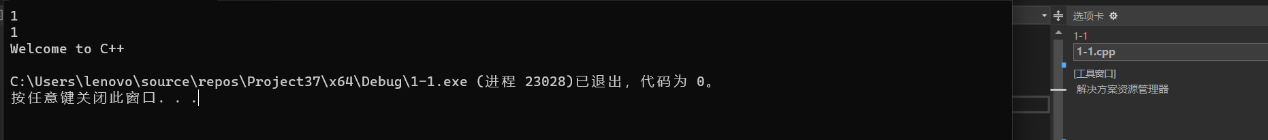 1
1
Welcome to C++
C:\Users\lenovo\source\repos\Project37\x64\Debug\1-1.exe (进程 23028)已退出，代码为 0。
按任意键关闭此窗口. . .
选项卡
1-1
1-1.cpp
[工具窗口]
解决方案资源管理器